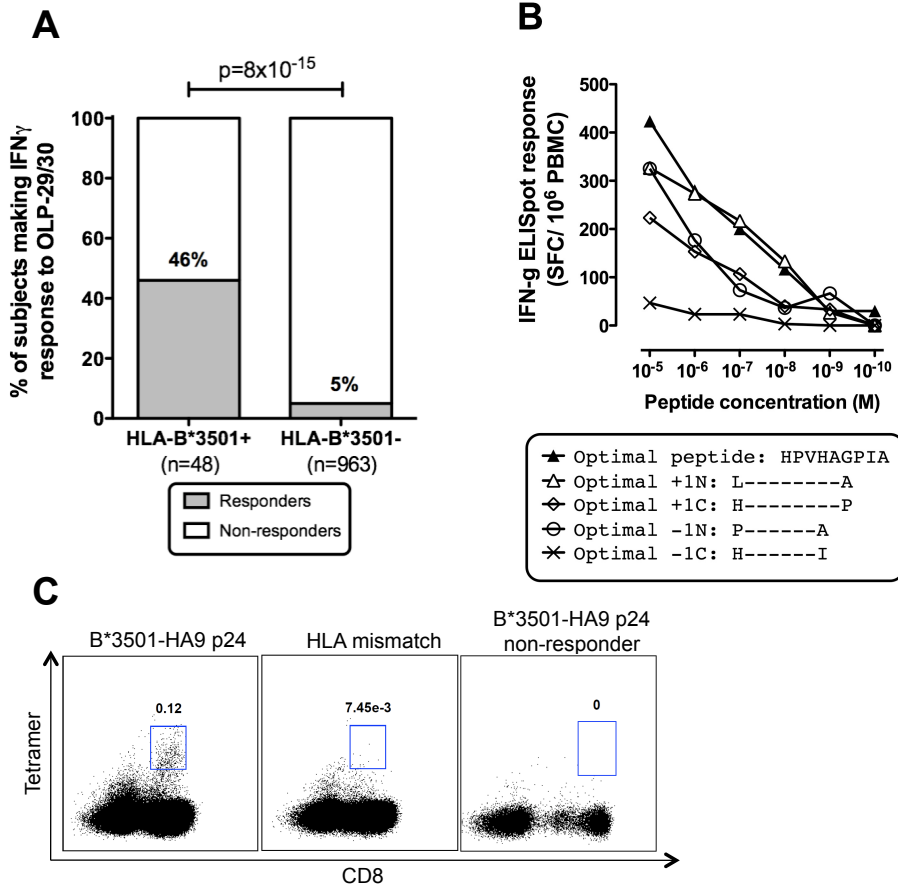 A
p=8x10-15
% of subjects making IFNγ
response to OLP-29/30
100
80
60
40
20
0
46%
5%
HLA-B*3501+
(n=48)
HLA-B*3501-
(n=963)
Responders
Non-responders
B
IFN-g ELISpot response
(SFC/ 10⁶ PBMC)
500
400
300
200
100
0
10⁻⁵ 10⁻⁶ 10⁻⁷ 10⁻⁸ 10⁻⁹ 10⁻¹⁰
Peptide concentration (M)
Optimal peptide: HPVHAGPIA
Optimal +1N: L---------A
Optimal +1C: H---------P
Optimal -1N: P------A
Optimal -1C: H------I
C
B*3501-HA9 p24
HLA mismatch
B*3501-HA9 p24
non-responder
0.12
7.45e-3
0
Tetramer
CD8